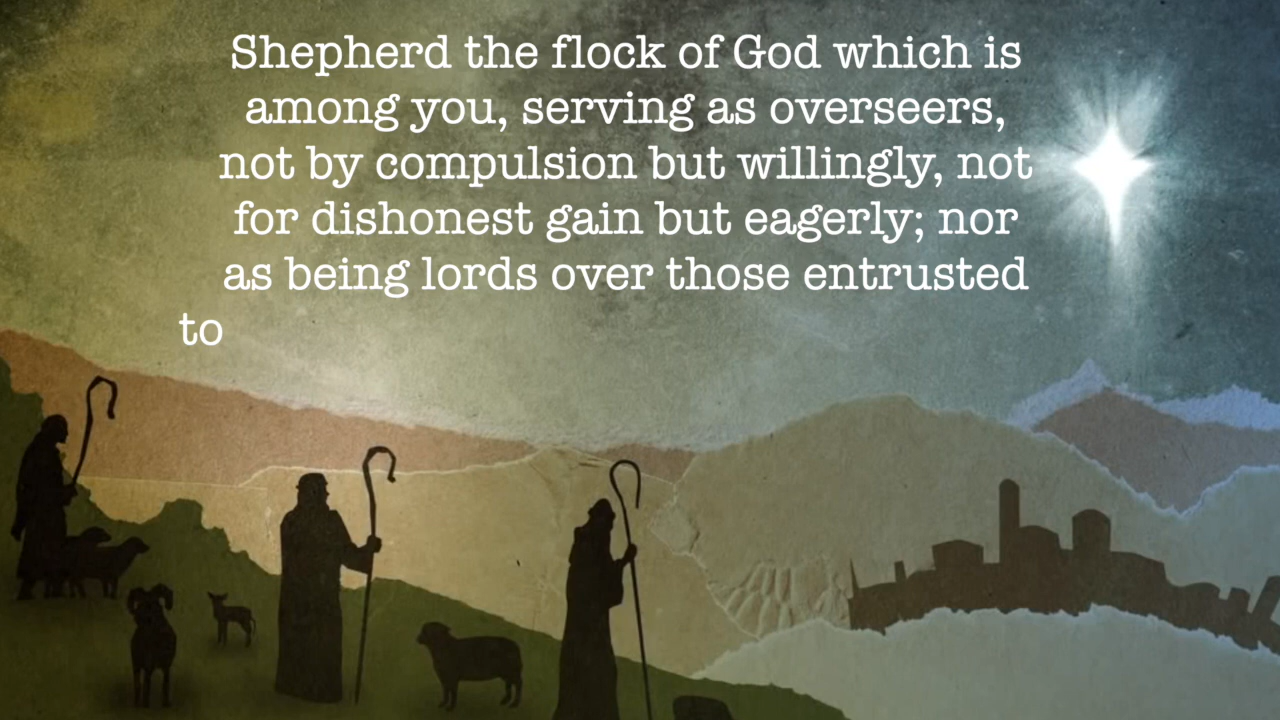 Shepherd the flock of God which is
among you, serving as overseers,
not by compulsion but willingly, not
for dishonest gain but eagerly; nor
as being lords over those entrusted
to